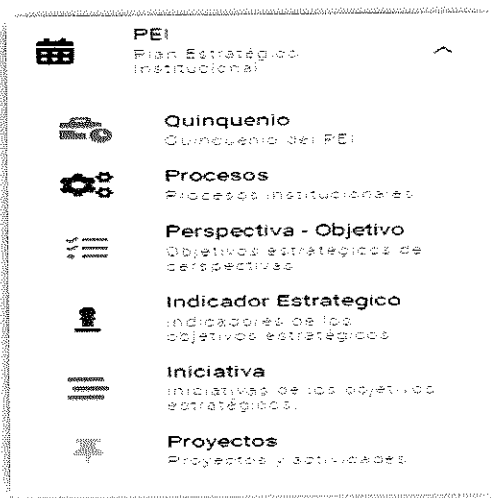 PEI
Plan Estratégico
Institucional
Quinquenio
Quinquenio del PEI
Procesos
Procesos institucionales
Perspectiva - Objetivo
Objetivos estratégicos de
perspectivas
Indicador Estrategico
Indicadores de los
objetivos estratégicos
Iniciativa
Iniciativas de los objetivos
estratégicos.
Proyectos
Proyectos y actividades